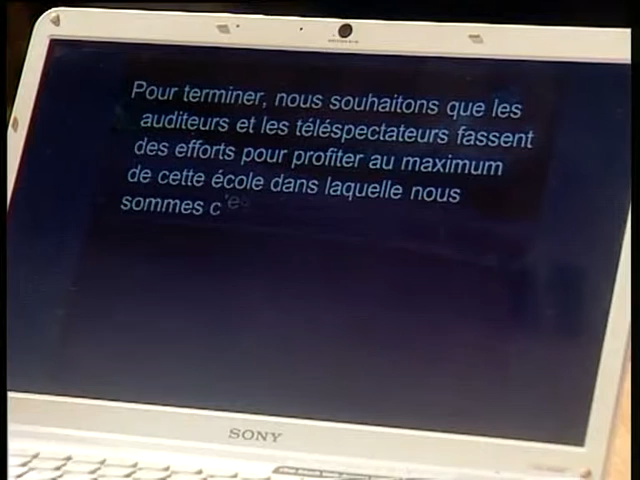 Pour terminer, nous souhaitons que les
auditeurs et les téléspectateurs fassent
des efforts pour profiter au maximum
de cette école dans laquelle nous
sommes c'es
SONY